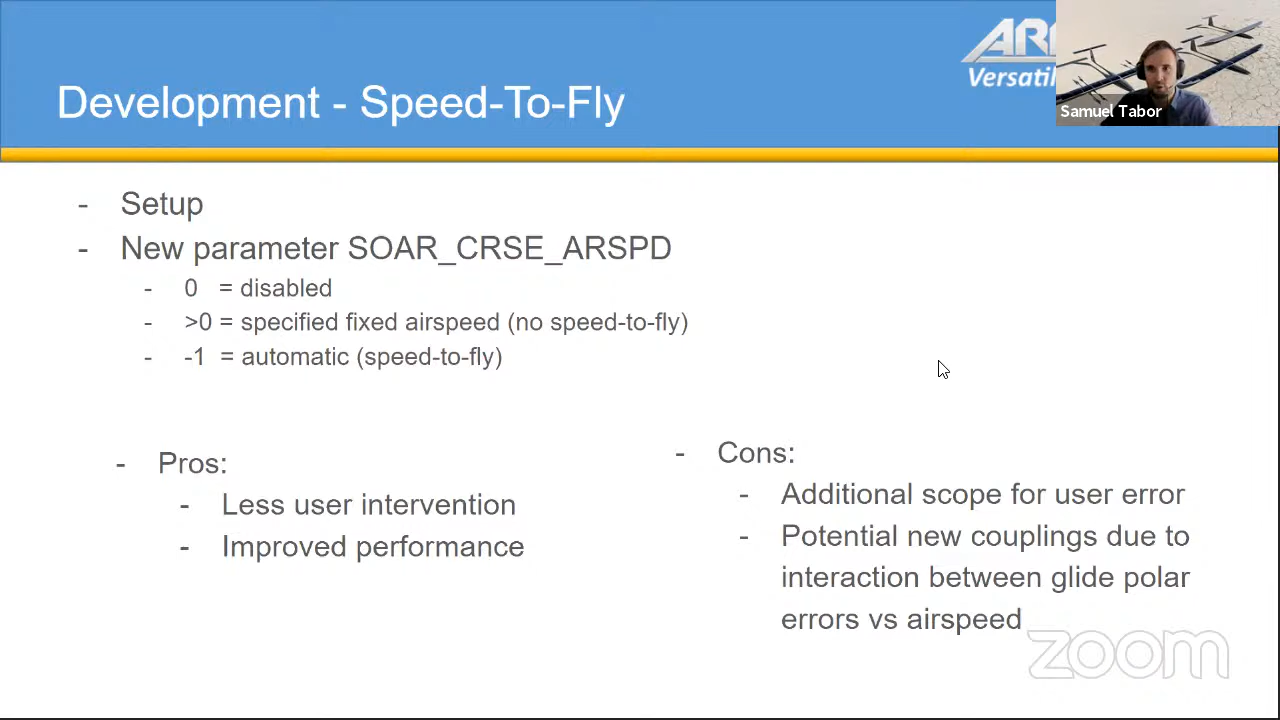 Development - Speed-To-Fly
Versatil
Samuel Tabor
- Setup
- New parameter SOAR_CRSE_ARSPD
- 0 = disabled
- >0 = specified fixed airspeed (no speed-to-fly)
- -1 = automatic (speed-to-fly)
- Pros:
- Less user intervention
- Improved performance
- Cons:
- Additional scope for user error
- Potential new couplings due to
interaction between glide polar
errors vs airspeed
zoom